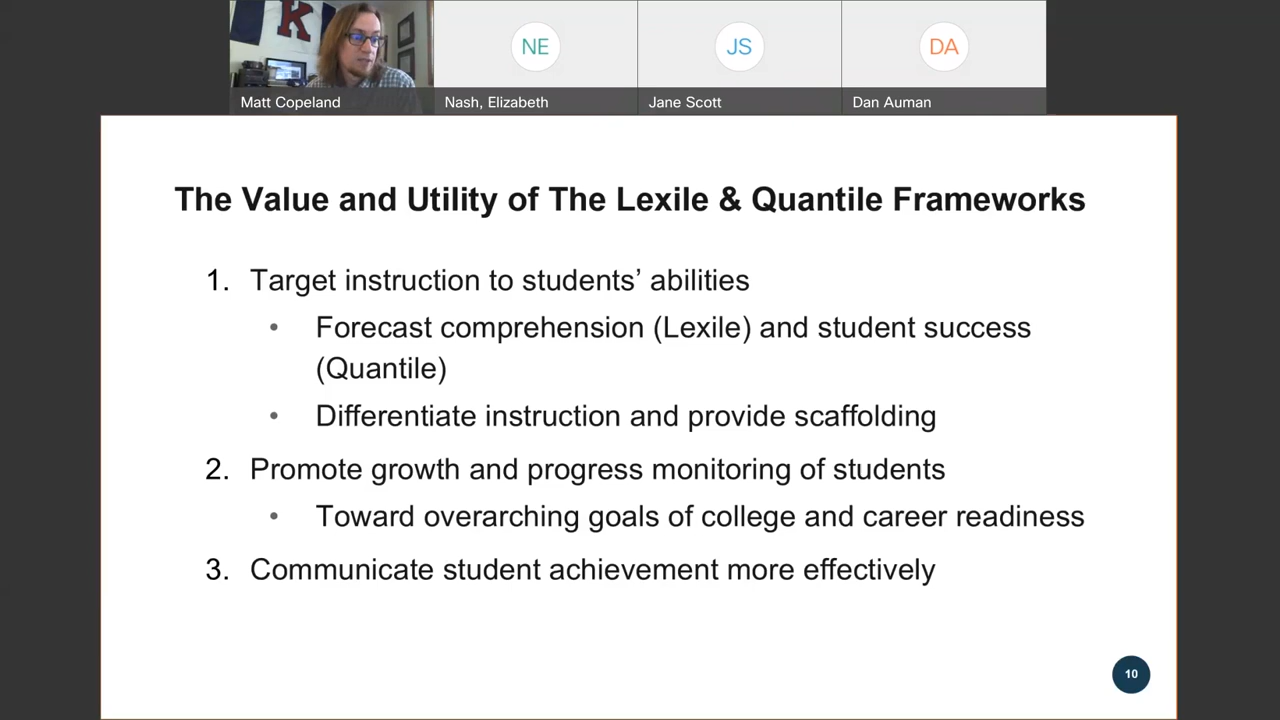 K
NE
JS
DA
Matt Copeland
Nash, Elizabeth
Jane Scott
Dan Auman
The Value and Utility of The Lexile & Quantile Frameworks
1. Target instruction to students’ abilities
• Forecast comprehension (Lexile) and student success
(Quantile)
• Differentiate instruction and provide scaffolding
2. Promote growth and progress monitoring of students
• Toward overarching goals of college and career readiness
3. Communicate student achievement more effectively
10